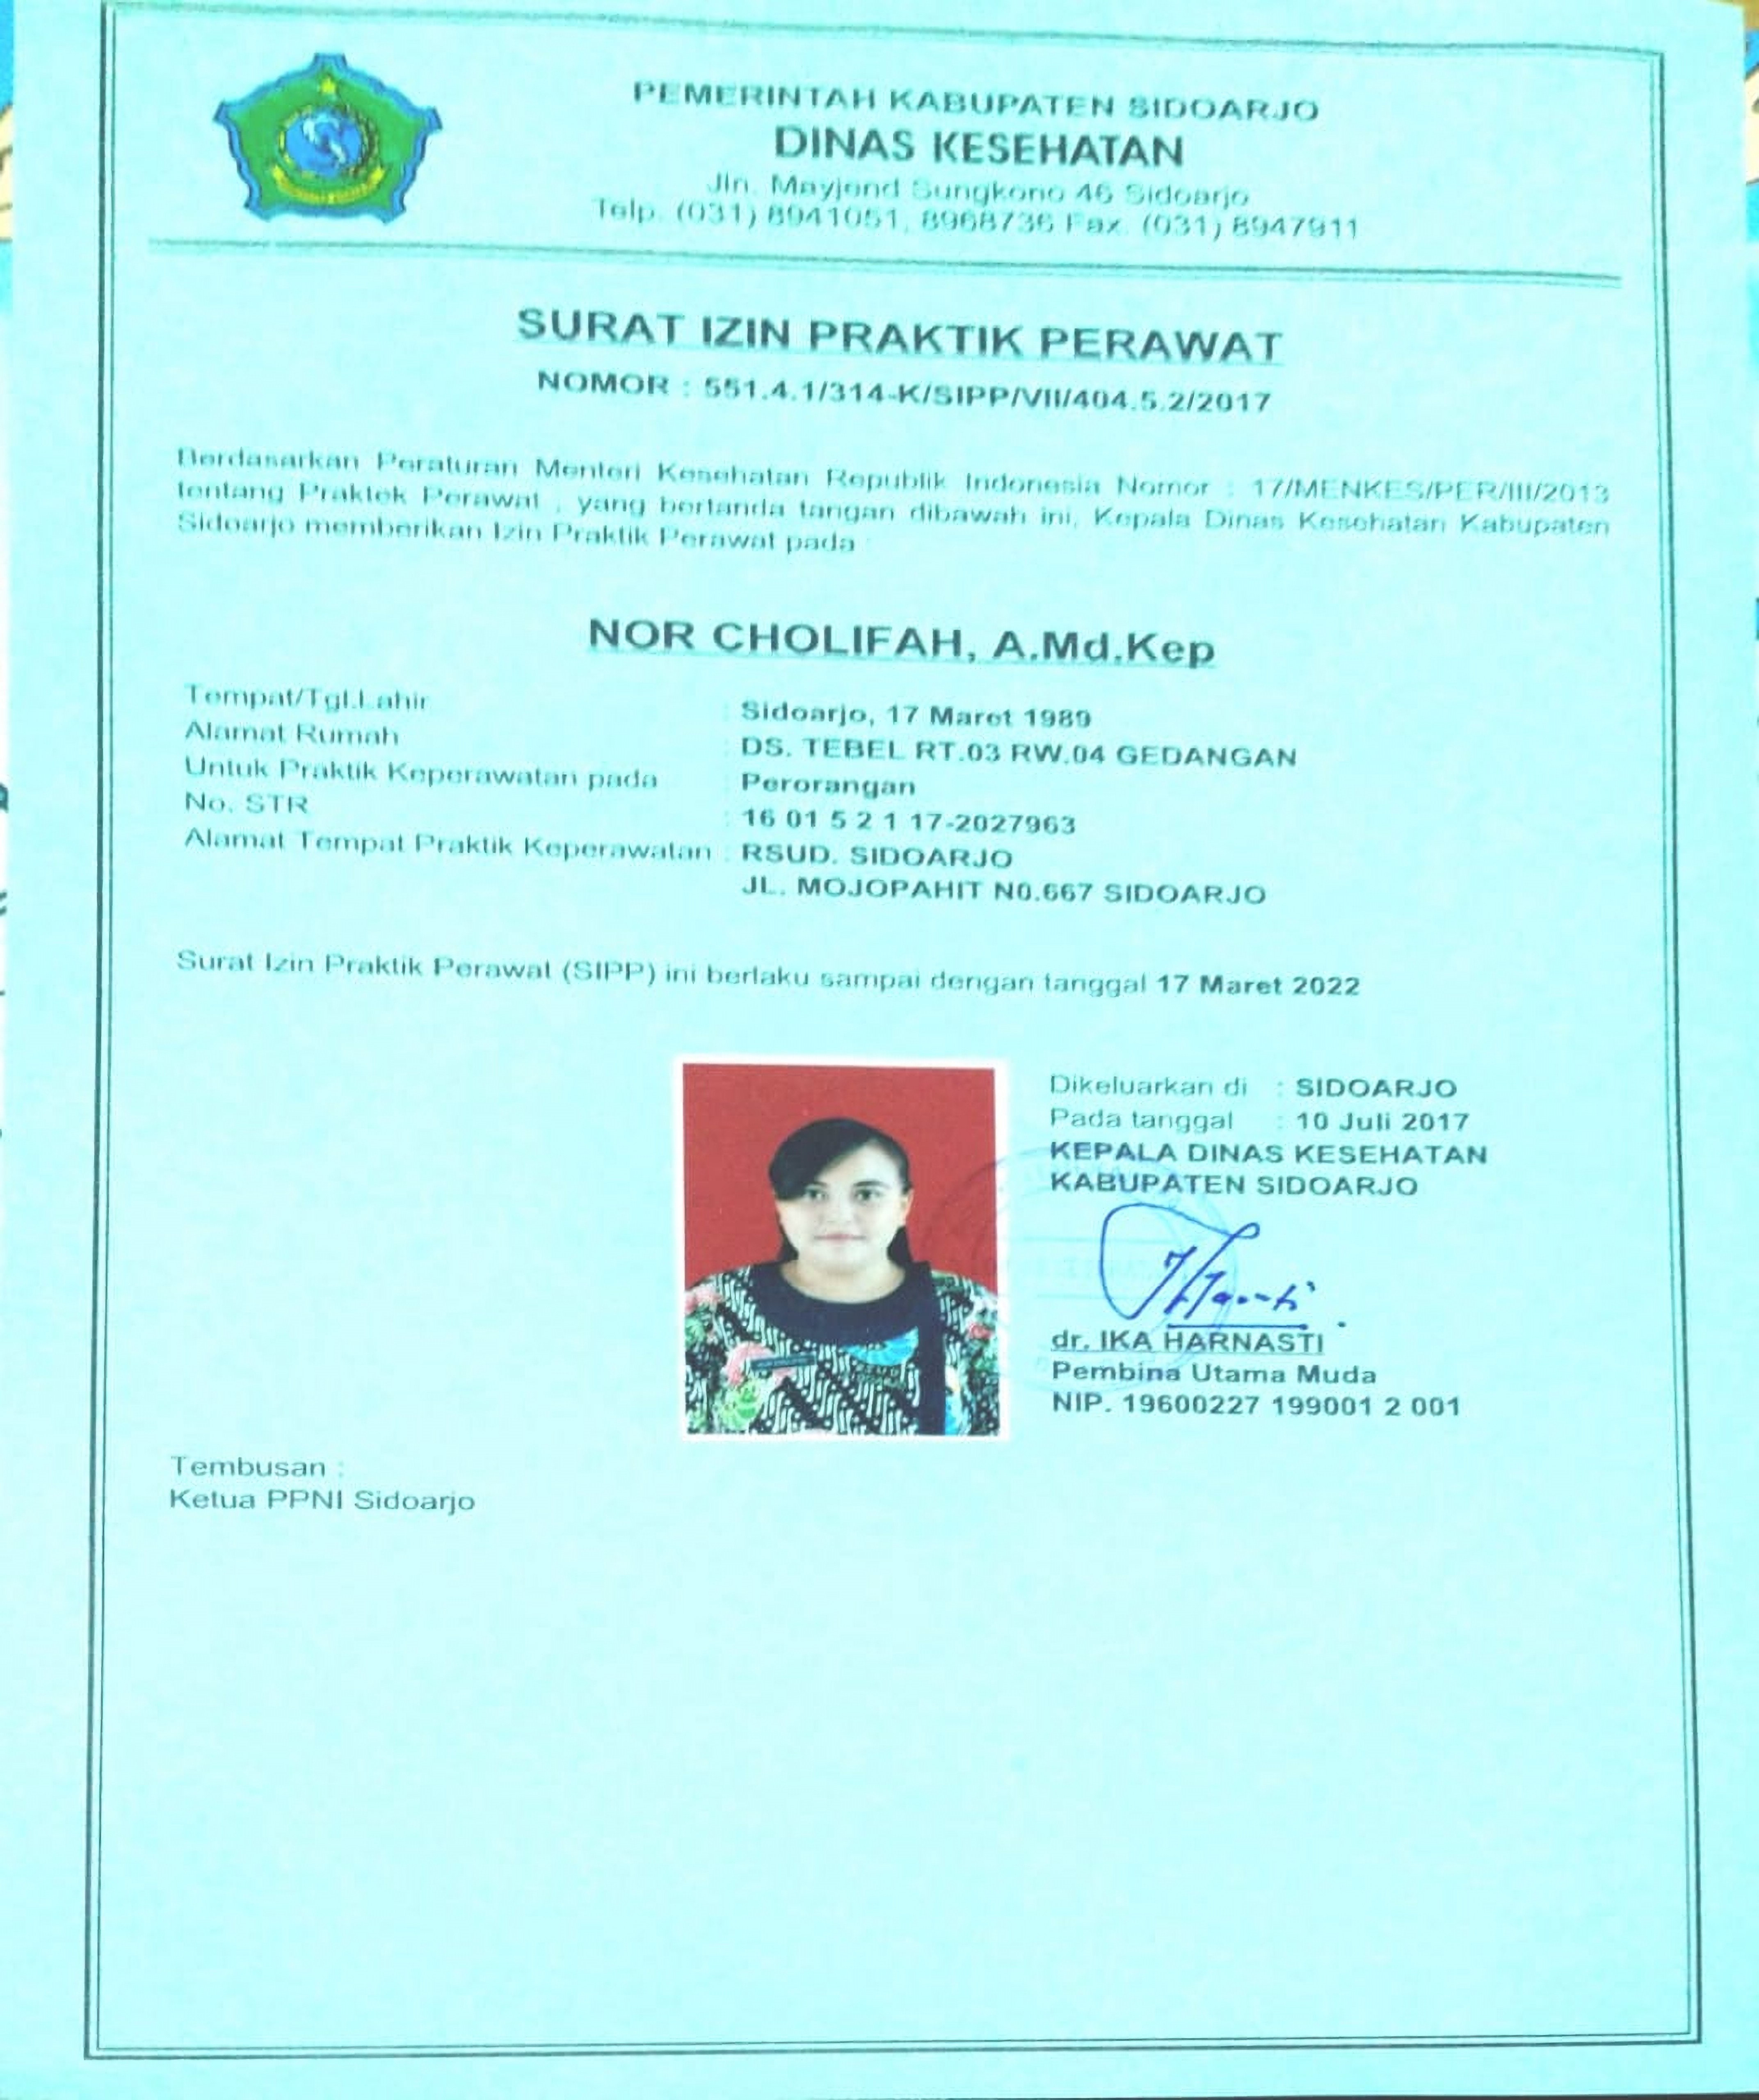 PEMERINTAH KABUPATEN SIDOARJO
DINAS KESEHATAN
Jln. Mayjend Sungkono 46 Sidoarjo
Telp. (031) 8941051, 8968736 Fax. (031) 8947911
SURAT IZIN PRAKTIK PERAWAT
NOMOR : 551.4.1/314-K/SIPP/VII/404.5.2/2017
Berdasarkan Peraturan Menteri Kesehatan Republik Indonesia Nomor : 17/MENKES/PER/III/2013
tentang Praktek Perawat , yang bertanda tangan dibawah ini, Kepala Dinas Kesehatan Kabupaten
Sidoarjo memberikan Izin Praktik Perawat pada :
NOR CHOLIFAH, A.Md.Kep
Tempat/Tgl.Lahir : Sidoarjo, 17 Maret 1989
Alamat Rumah : DS. TEBEL RT.03 RW.04 GEDANGAN
Untuk Praktik Keperawatan pada : Perorangan
No. STR : 16 01 5 2 1 17-2027963
Alamat Tempat Praktik Keperawatan : RSUD. SIDOARJO
JL. MOJOPAHIT N0.667 SIDOARJO
Surat Izin Praktik Perawat (SIPP) ini berlaku sampai dengan tanggal 17 Maret 2022
Dikeluarkan di : SIDOARJO
Pada tanggal : 10 Juli 2017
KEPALA DINAS KESEHATAN
KABUPATEN SIDOARJO
dr. IKA HARNASTI
Pembina Utama Muda
NIP. 19600227 199001 2 001
Tembusan :
Ketua PPNI Sidoarjo